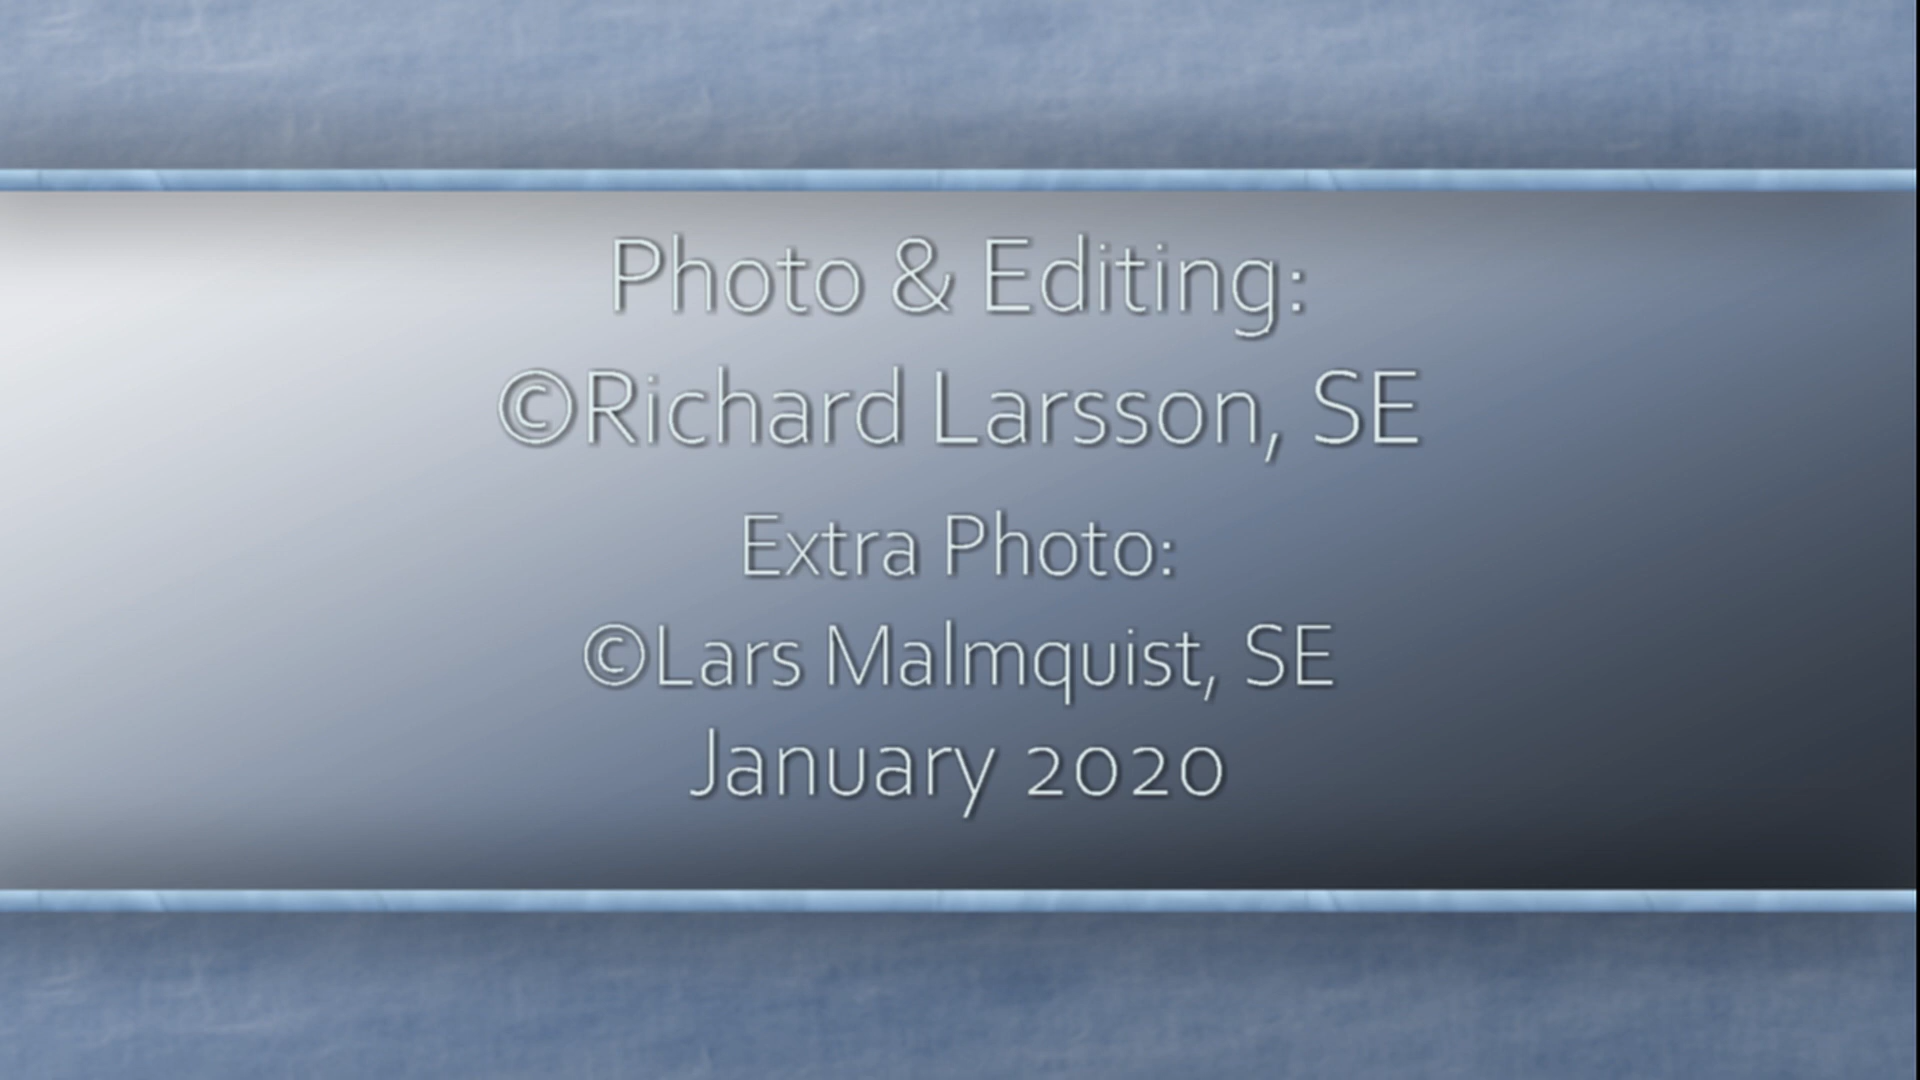 Photo & Editing:
©Richard Larsson, SE
Extra Photo:
©Lars Malmquist, SE
January 2020